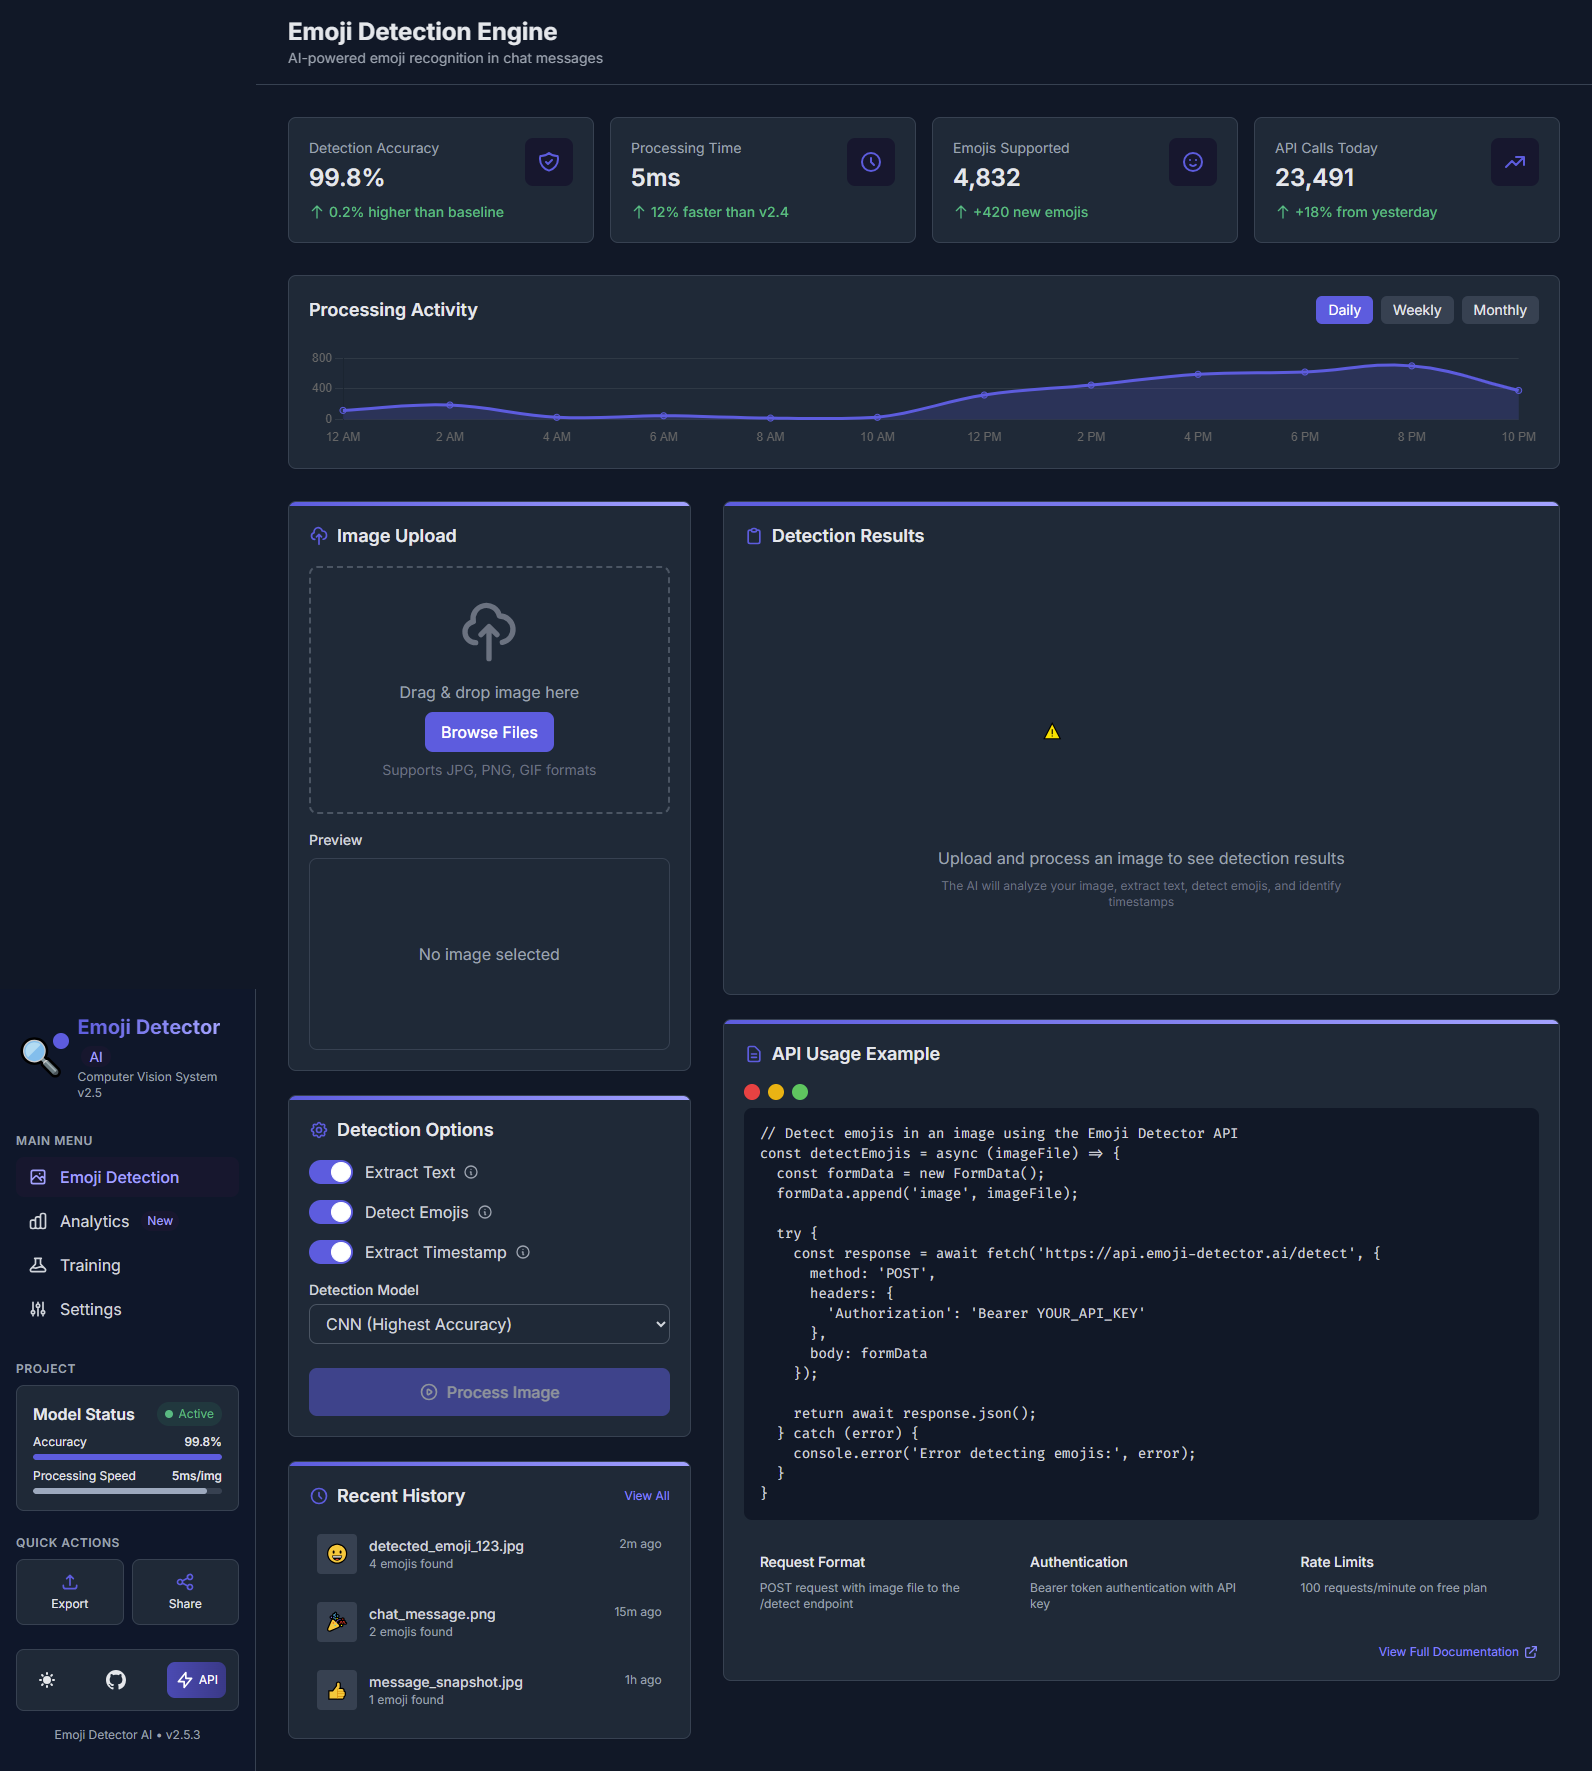 Emoji Detection Engine
AI-powered emoji recognition in chat messages
Detection Accuracy
99.8%
↑ 0.2% higher than baseline
Processing Time
5ms
↑ 12% faster than v2.4
Emojis Supported
4,832
↑ +420 new emojis
API Calls Today
23,491
↑ +18% from yesterday
Processing Activity
Daily
Weekly
Monthly
800
400
0
12 AM
2 AM
4 AM
6 AM
8 AM
10 AM
12 PM
2 PM
4 PM
6 PM
8 PM
10 PM
Image Upload
Drag & drop image here
Browse Files
Supports JPG, PNG, GIF formats
Preview
No image selected
Detection Options
Extract Text
Detect Emojis
Extract Timestamp
Detection Model
CNN (Highest Accuracy)
Process Image
Recent History
View All
detected_emoji_123.jpg
2m ago
4 emojis found
chat_message.png
15m ago
2 emojis found
message_snapshot.jpg
1h ago
1 emoji found
Detection Results
Upload and process an image to see detection results
The AI will analyze your image, extract text, detect emojis, and identify
timestamps
API Usage Example
// Detect emojis in an image using the Emoji Detector API
const detectEmojis = async (imageFile) => {
  const formData = new FormData();
  formData.append('image', imageFile);
  try {
    const response = await fetch('https://api.emoji-detector.ai/detect', {
      method: 'POST',
      headers: {
        'Authorization': 'Bearer YOUR_API_KEY'
      },
      body: formData
    });
    return await response.json();
  } catch (error) {
    console.error('Error detecting emojis:', error);
  }
}
Request Format
POST request with image file to the
/detect endpoint
Authentication
Bearer token authentication with API
key
Rate Limits
100 requests/minute on free plan
View Full Documentation
Emoji Detector
AI
Computer Vision System
v2.5
MAIN MENU
Emoji Detection
Analytics
New
Training
Settings
PROJECT
Model Status
Active
Accuracy
99.8%
Processing Speed
5ms/img
QUICK ACTIONS
Export
Share
API
Emoji Detector AI • v2.5.3